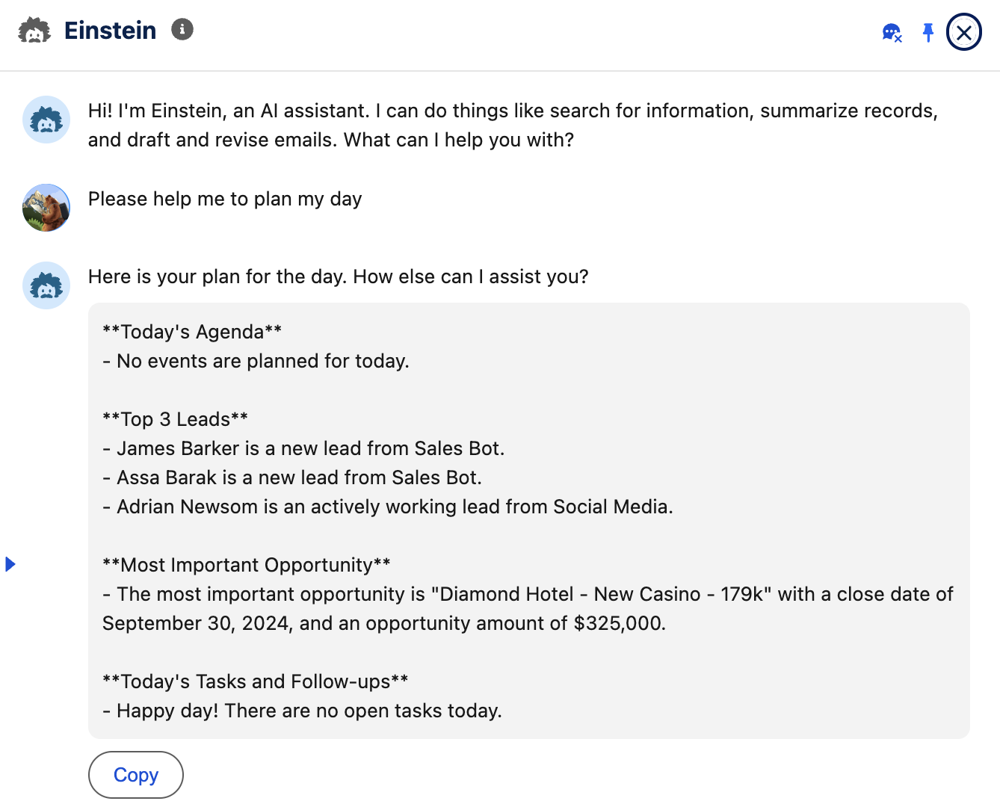 Einstein
Hi! I'm Einstein, an AI assistant. I can do things like search for information, summarize records,
and draft and revise emails. What can I help you with?
Please help me to plan my day
Here is your plan for the day. How else can I assist you?
**Today's Agenda**
- No events are planned for today.
**Top 3 Leads**
- James Barker is a new lead from Sales Bot.
- Assa Barak is a new lead from Sales Bot.
- Adrian Newsom is an actively working lead from Social Media.
**Most Important Opportunity**
- The most important opportunity is "Diamond Hotel - New Casino - 179k" with a close date of
September 30, 2024, and an opportunity amount of $325,000.
**Today's Tasks and Follow-ups**
- Happy day! There are no open tasks today.
Copy